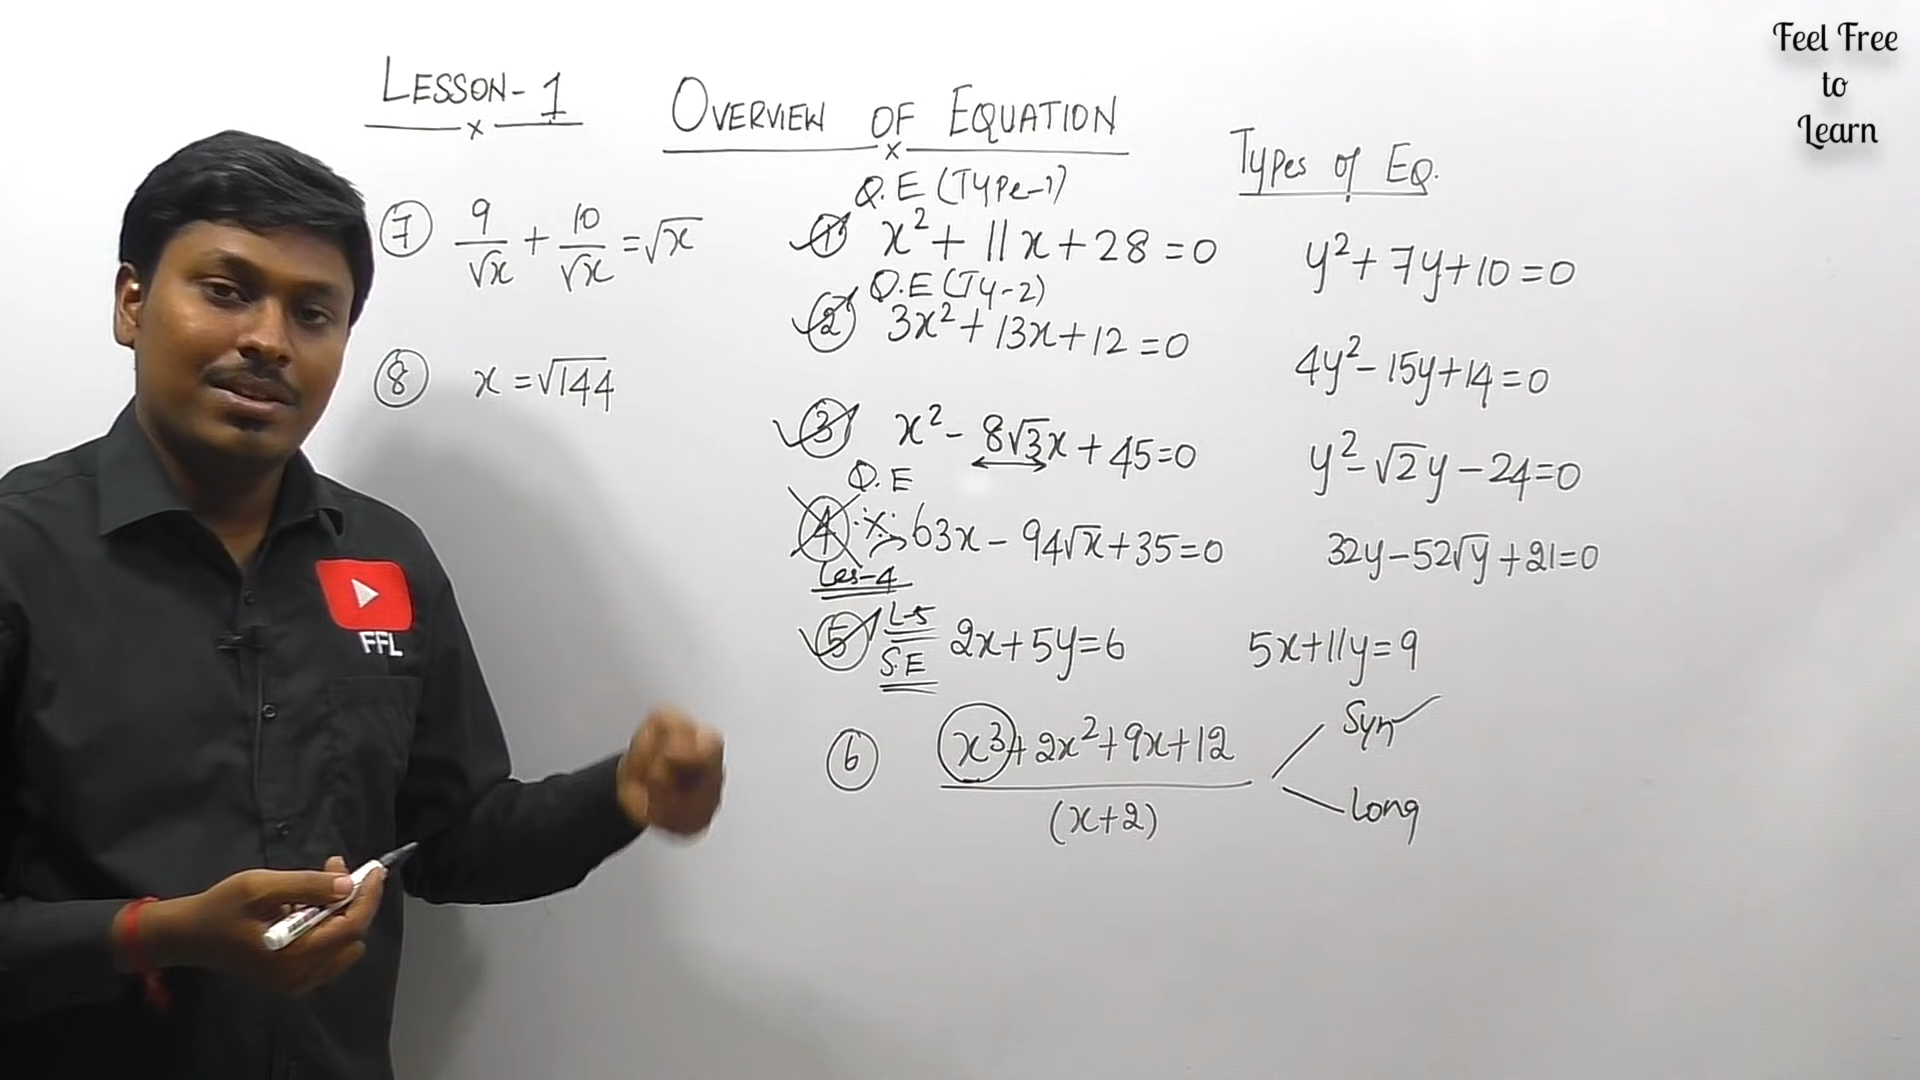 Feel Free
to
Learn
LESSON-1
OVERVIEW OF EQUATION
Types of EQ.
Q.E (Type-1)
① x² + 11x + 28 = 0
y² + 7y + 10 = 0
Q.E (Ty-2)
② 3x² + 13x + 12 = 0
4y² - 15y + 14 = 0
③ x² - 8√3x + 45 = 0
y² - √2y - 24 = 0
Q.E
④ 63x - 94√x + 35 = 0
32y - 52√y + 21 = 0
Les-4
⑤ L-5
S.E
2x + 5y = 6
5x + 11y = 9
⑥ x³ + 2x² + 9x + 12
(x+2)
Syn
Long
⑦ 9/√x + 10/√x = √x
⑧ x = √144
FFL